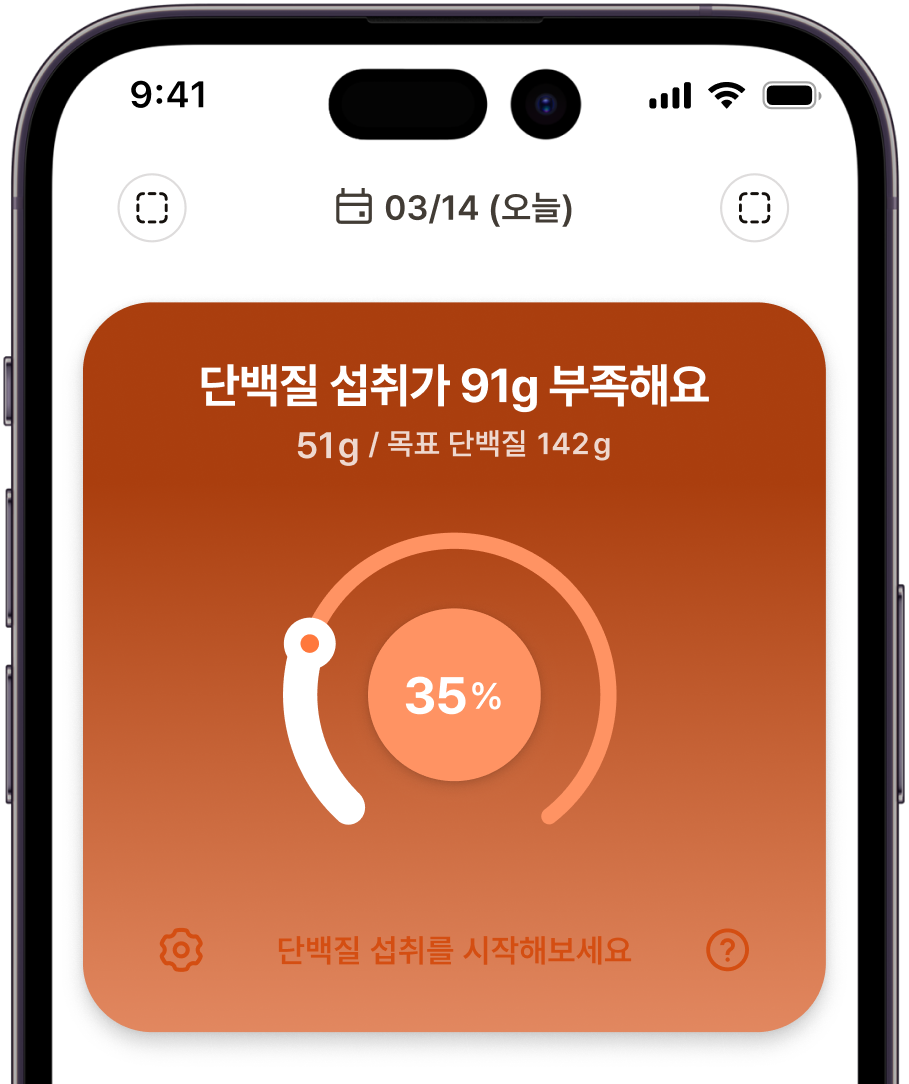 9:41
03/14 (오늘)
단백질 섭취가 91g 부족해요
51g / 목표 단백질 142g
35%
단백질 섭취를 시작해보세요
?